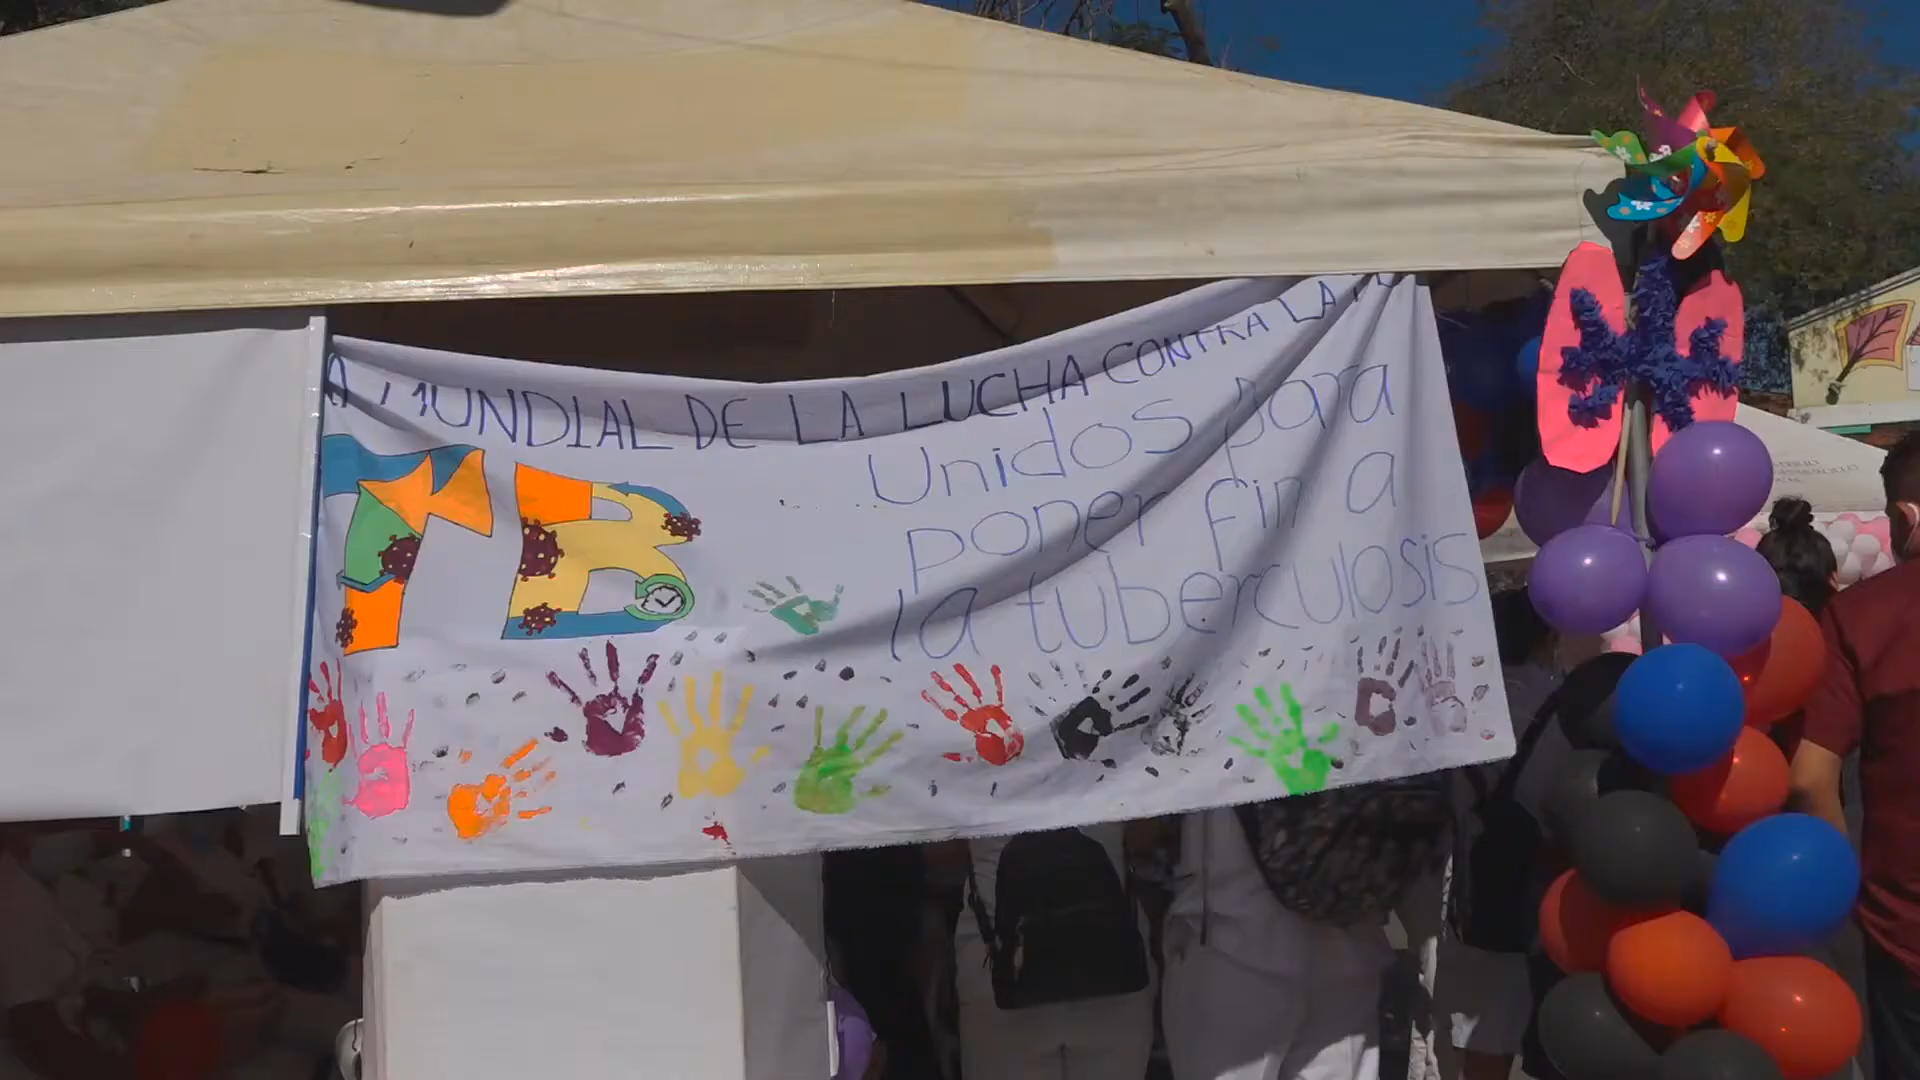 MUNDIAL DE LA LUCHA CONTRA LA
TB
Unidos para
poner fin a
la tuberculosis